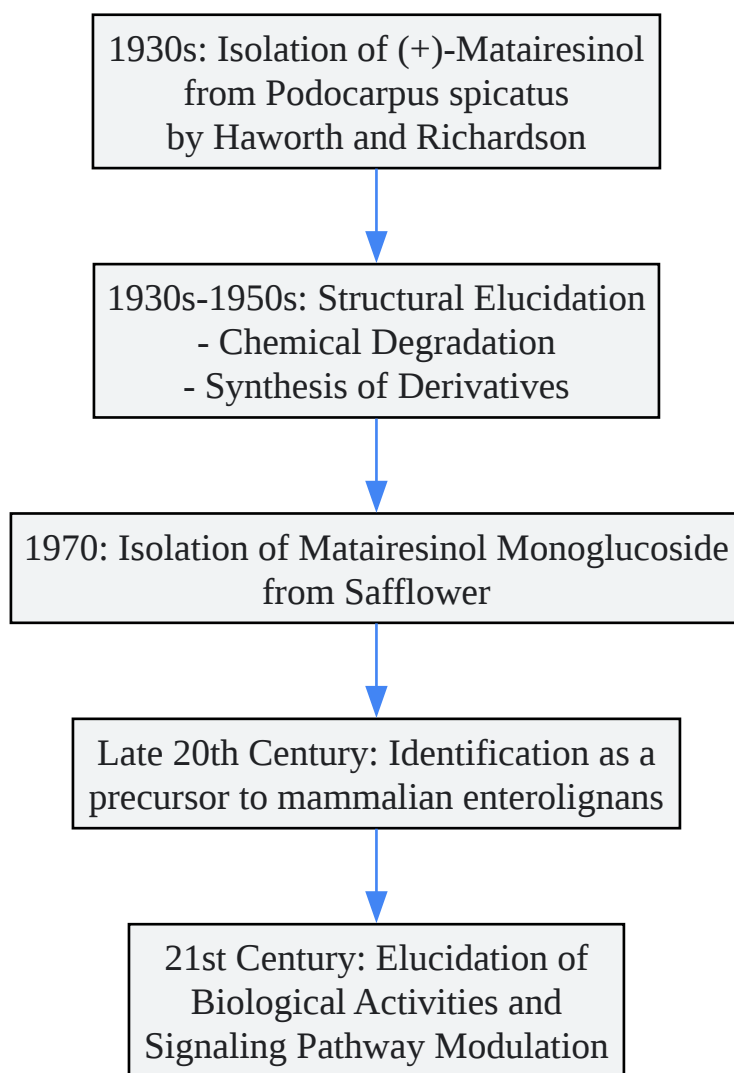 1930s: Isolation of (+)-Matairesinol
from Podocarpus spicatus
by Haworth and Richardson
1930s-1950s: Structural Elucidation
- Chemical Degradation
- Synthesis of Derivatives
1970: Isolation of Matairesinol Monoglucoside
from Safflower
Late 20th Century: Identification as a
precursor to mammalian enterolignans
21st Century: Elucidation of
Biological Activities and
Signaling Pathway Modulation